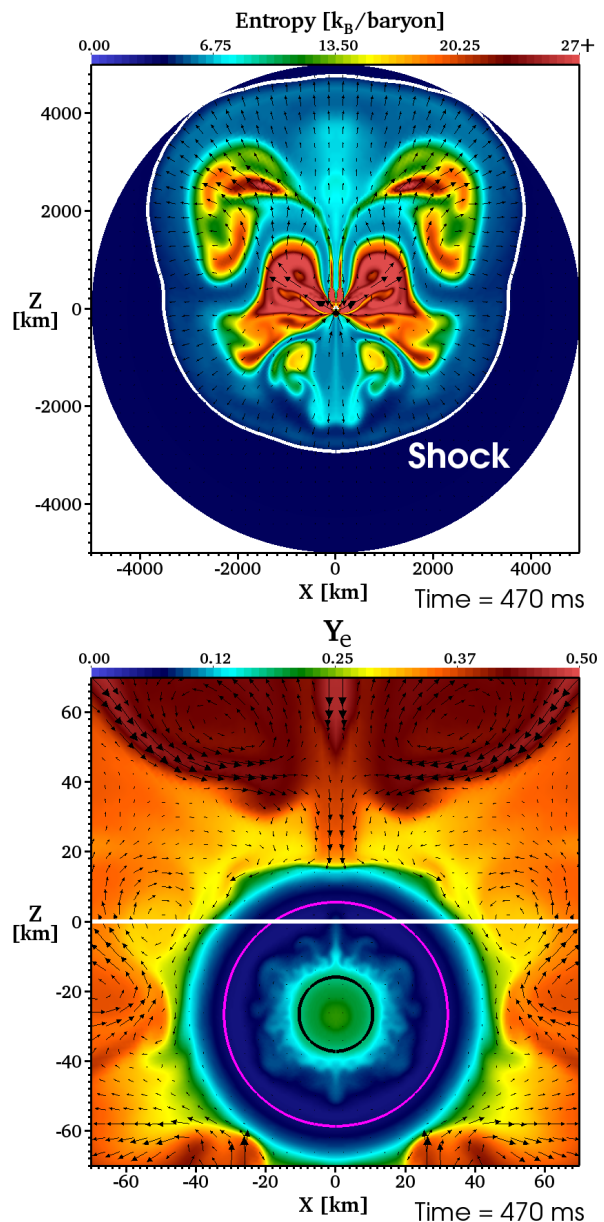 Entropy [k_B/baryon]
0.00 6.75 13.50 20.25 27+
4000
2000
Z
[km]
0
-2000
-4000
Shock
-4000 -2000 0 2000 4000
X [km]
Time = 470 ms
Y_e
0.00 0.12 0.25 0.37 0.50
60
40
20
Z
[km]
0
-20
-40
-60
-60 -40 -20 0 20 40 60
X [km]
Time = 470 ms